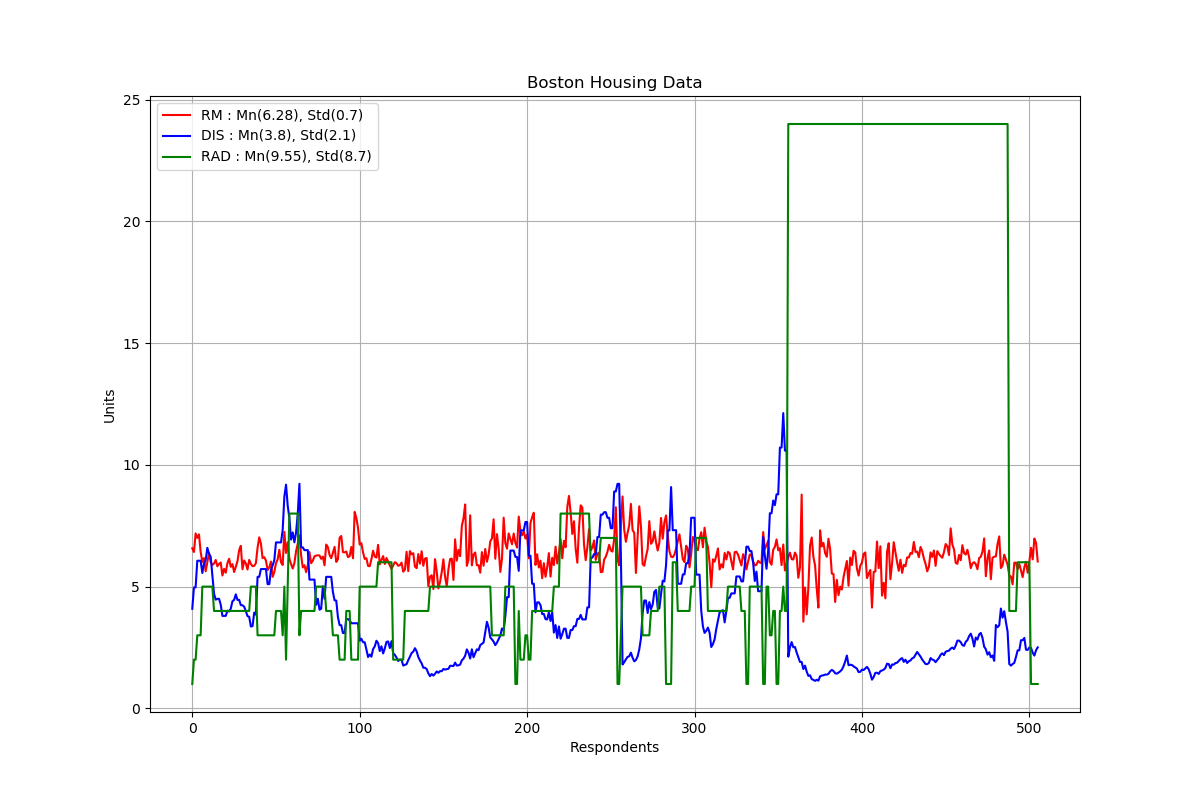 Boston Housing Data
25
RM : Mn(6.28), Std(0.7)
DIS : Mn(3.8), Std(2.1)
RAD : Mn(9.55), Std(8.7)
20
15
Units
10
5
0
0 100 200 300 400 500
Respondents